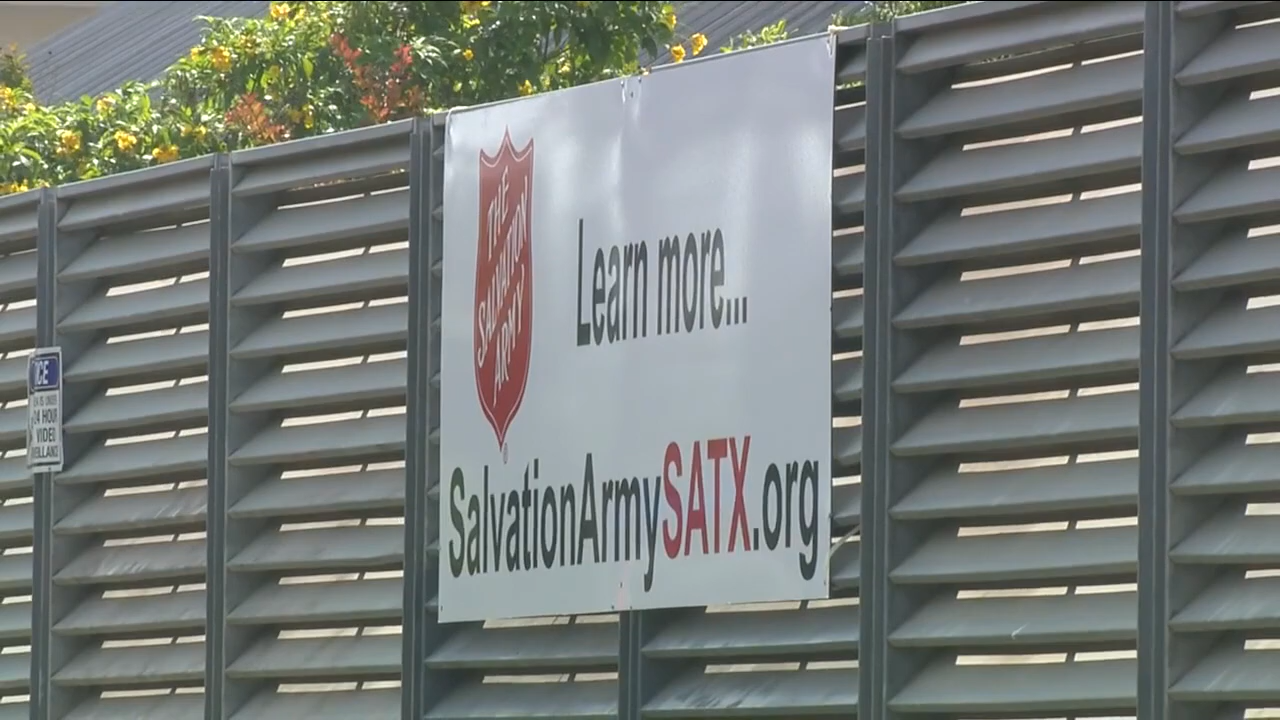 THE
SALVATION
ARMY
®
Learn more...
SalvationArmySATX.org
24 HOUR
VIDEO